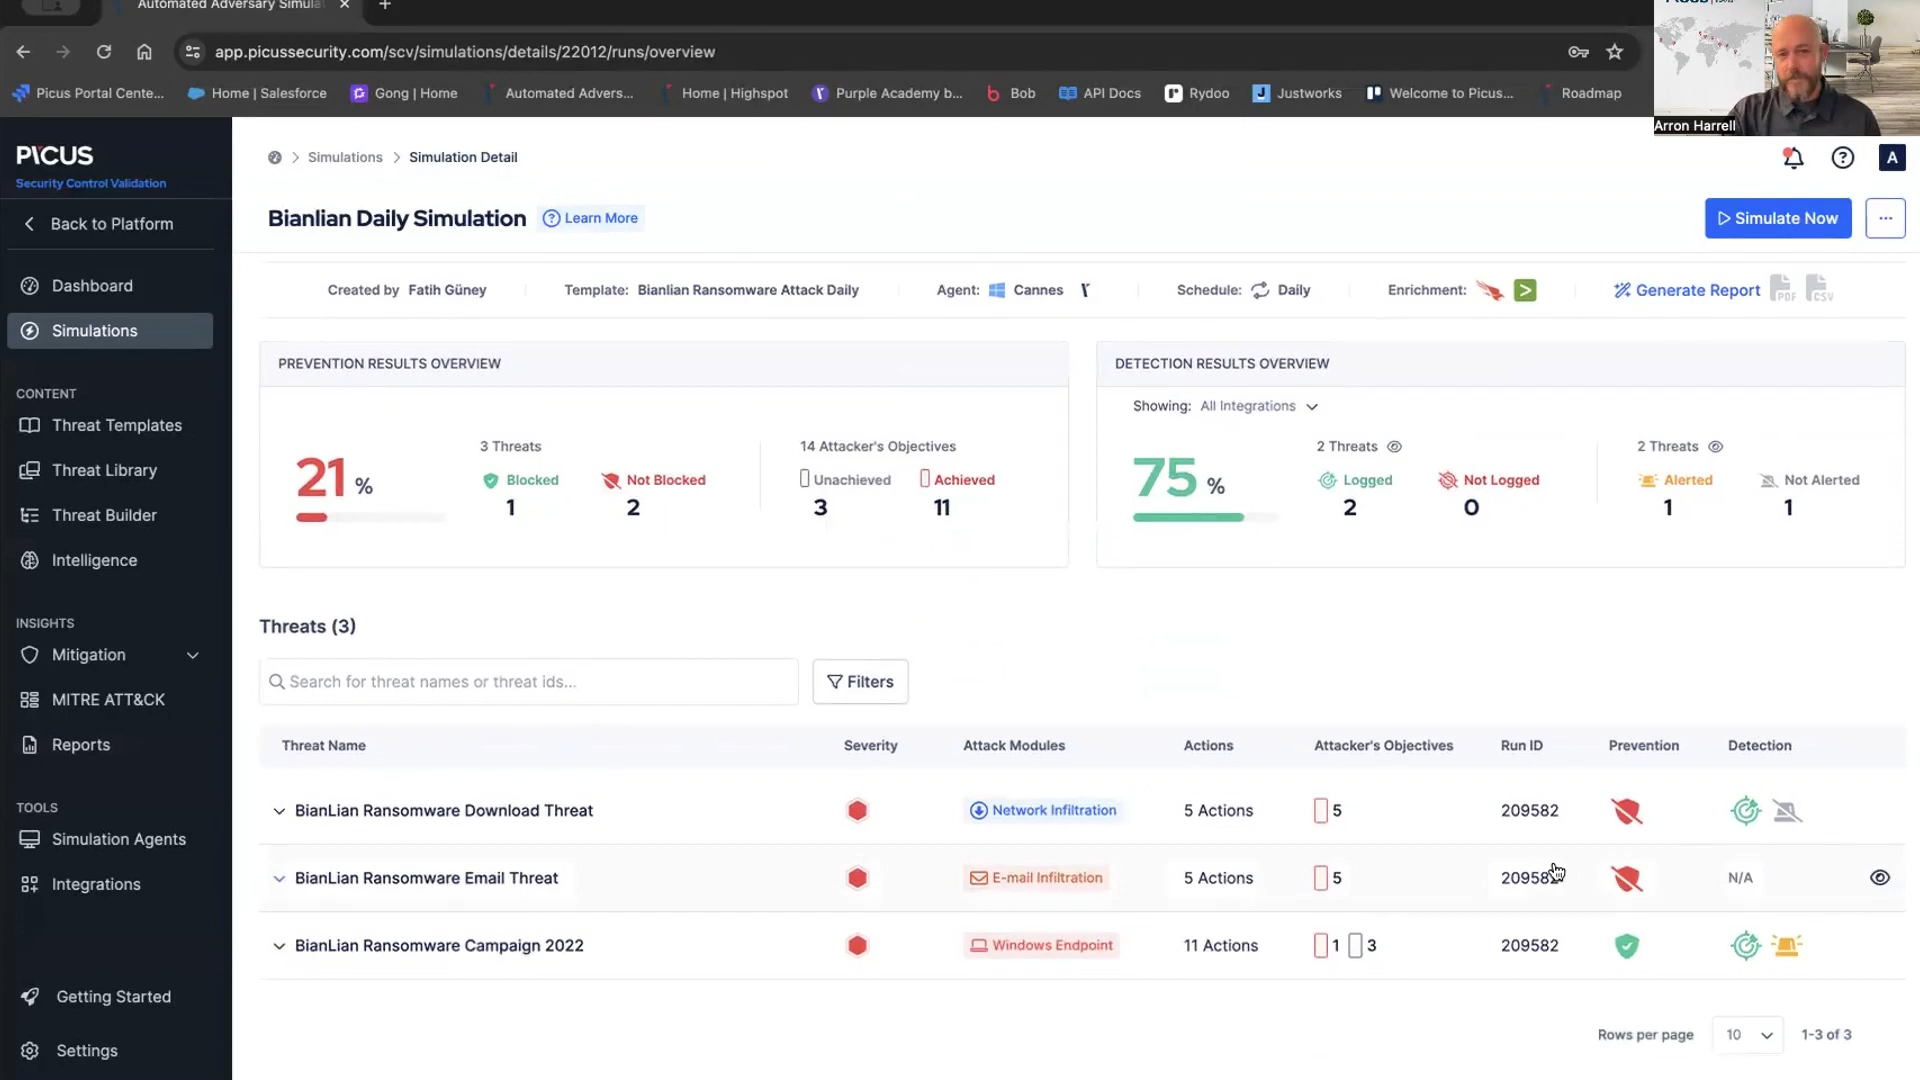 Automated Adversary Simulat
app.picussecurity.com/scv/simulations/details/22012/runs/overview
Picus Portal Cente... Home | Salesforce Gong | Home Automated Advers... Home | Highspot Purple Academy b... Bob API Docs Rydoo Justworks Welcome to Picus... Roadmap
Arron Harrell
PICUS
Security Control Validation
Back to Platform
Dashboard
Simulations
CONTENT
Threat Templates
Threat Library
Threat Builder
Intelligence
INSIGHTS
Mitigation
MITRE ATT&CK
Reports
TOOLS
Simulation Agents
Integrations
Getting Started
Settings
> Simulations > Simulation Detail
A
Bianlian Daily Simulation Learn More
Simulate Now ...
Created by Fatih Güney Template: Bianlian Ransomware Attack Daily Agent: Cannes Schedule: Daily Enrichment: Generate Report PDF CSV
PREVENTION RESULTS OVERVIEW
21 %
3 Threats
Blocked Not Blocked
1 2
14 Attacker's Objectives
Unachieved Achieved
3 11
DETECTION RESULTS OVERVIEW
Showing: All Integrations
75 %
2 Threats
Logged Not Logged
2 0
2 Threats
Alerted Not Alerted
1 1
Threats (3)
Search for threat names or threat ids...
Filters
Threat Name Severity Attack Modules Actions Attacker's Objectives Run ID Prevention Detection
BianLian Ransomware Download Threat Network Infiltration 5 Actions 5 209582
BianLian Ransomware Email Threat E-mail Infiltration 5 Actions 5 209582 N/A
BianLian Ransomware Campaign 2022 Windows Endpoint 11 Actions 1 3 209582
Rows per page 10 1-3 of 3